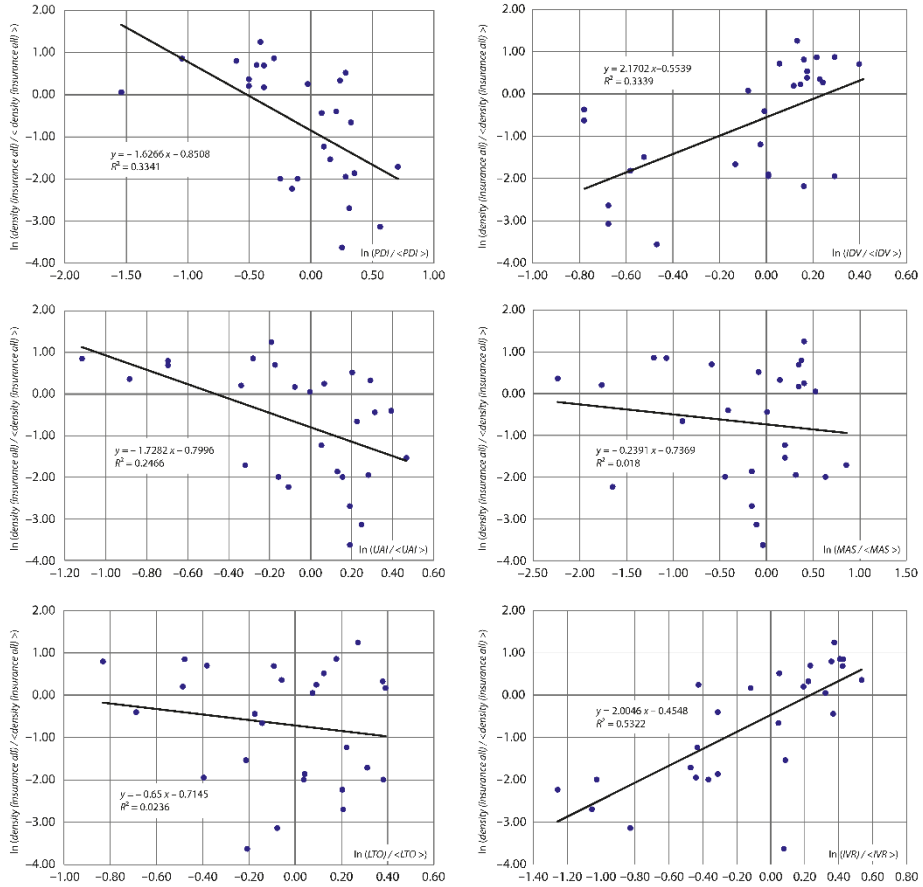 ln (density (insurance all) / < density (insurance all) >)
2.00
1.00
0.00
−1.00
−2.00
−3.00
−4.00
y = − 1.6266 x − 0.8508
R² = 0.3341
ln (PDI / <PDI >)
−2.00 −1.50 −1.00 −0.50 0.00 0.50 1.00
ln (density (insurance all) / <density (insurance all) >)
2.00
1.00
0.00
−1.00
−2.00
−3.00
−4.00
y = 2.1702 x−0.5539
R² = 0.3339
ln (IDV / <IDV >)
−1.00 −0.80 −0.60 −0.40 −0.20 0.00 0.20 0.40 0.60
ln (density (insurance all) / <density (insurance all) >)
2.00
1.00
0.00
−1.00
−2.00
−3.00
−4.00
y = − 1.7282 x − 0.7996
R² = 0.2466
ln (UAI / <UAI >)
−1.20 −1.00 −0.80 −0.60 −0.40 −0.20 0.00 0.20 0.40 0.60
ln (density (insurance all) / <density (insurance all) >)
2.00
1.00
0.00
−1.00
−2.00
−3.00
−4.00
y = −0.2391 x − 0.7369
R² = 0.018
ln (MAS / <MAS >)
−2.50 −2.00 −1.50 −1.00 −0.50 0.00 0.50 1.00 1.50
ln (density (insurance all) / <density (insurance all) >)
2.00
1.00
0.00
−1.00
−2.00
−3.00
−4.00
y = − 0.65 x − 0.7145
R² = 0.0236
ln (LTO) / <LTO >)
−1.00 −0.80 −0.60 −0.40 −0.20 0.00 0.20 0.40 0.60
ln (density (insurance all) / <density (insurance all) >)
2.00
1.00
0.00
−1.00
−2.00
−3.00
−4.00
y = 2.0046 x − 0.4548
R² = 0.5322
ln (IVR) / <IVR >)
−1.40 −1.20 −1.00 −0.80 −0.60 −0.40 −0.20 0.00 0.20 0.40 0.60 0.80